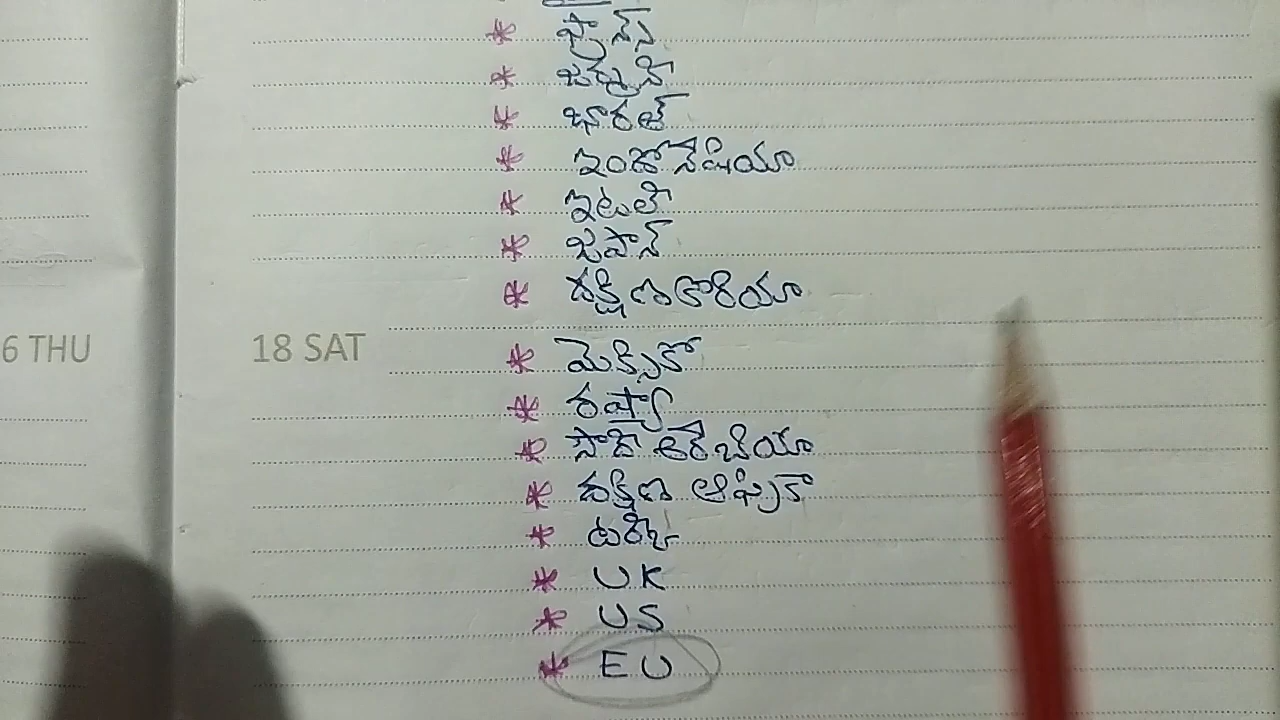 * ఫ్రాన్స్
* జర్మనీ
* భారత్
* ఇండోనేషియా
* ఇటలీ
* జపాన్
* దక్షిణ కొరియా
6 THU 18 SAT
* మెక్సికో
* రష్యా
* సౌదీ అరేబియా
* దక్షిణ ఆఫ్రికా
* టర్కీ
* UK
* US
* EU